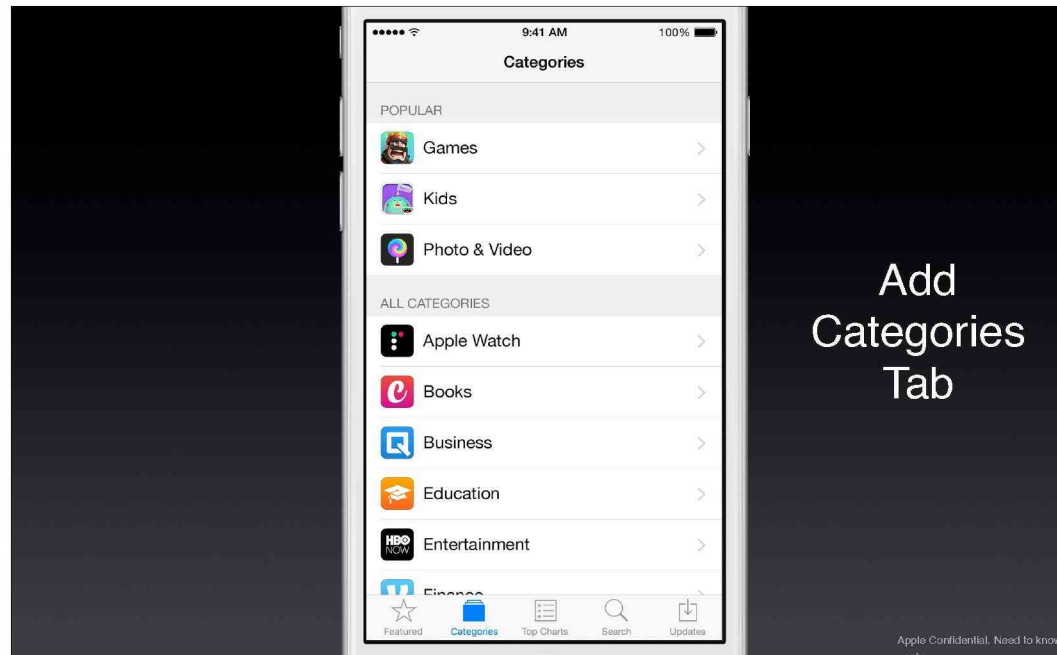 9:41 AM
100%
Categories
POPULAR
Games
Kids
Photo & Video
ALL CATEGORIES
Apple Watch
Books
Business
Education
HBO
NOW
Entertainment
Finance
Featured
Categories
Top Charts
Search
Updates
Add
Categories
Tab
Apple Confidential. Need to know